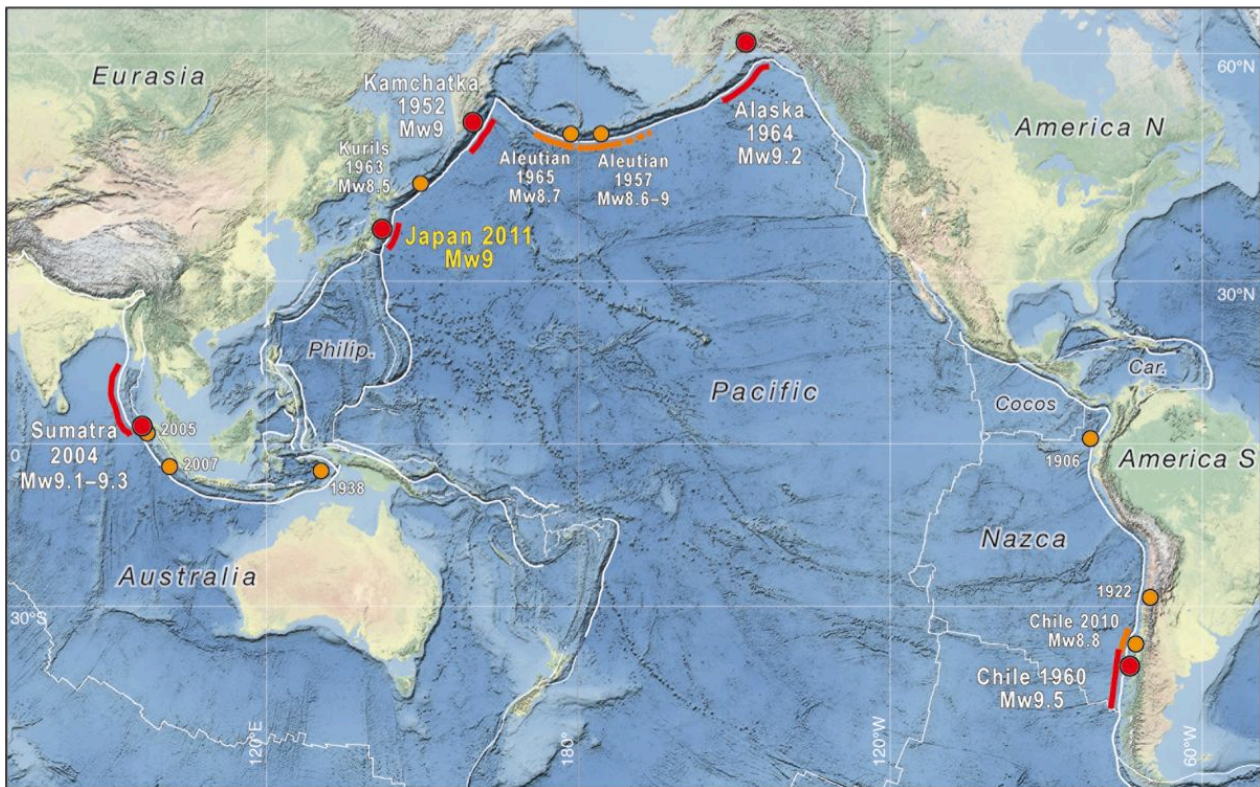 Eurasia
60°N
Kamchatka
1952
Mw9
Alaska
1964
Mw9.2
America N
Kurils
1963
Mw8.5
Aleutian
1965
Mw8.7
Aleutian
1957
Mw8.6–9
Japan 2011
Mw9
30°N
Philip.
Pacific
Car.
Cocos
Sumatra
2004
Mw9.1–9.3
2005
2007
0
1938
1906
America S
Nazca
Australia
30°S
1922
Chile 2010
Mw8.8
Chile 1960
Mw9.5
120°E
180°
120°W
60°W